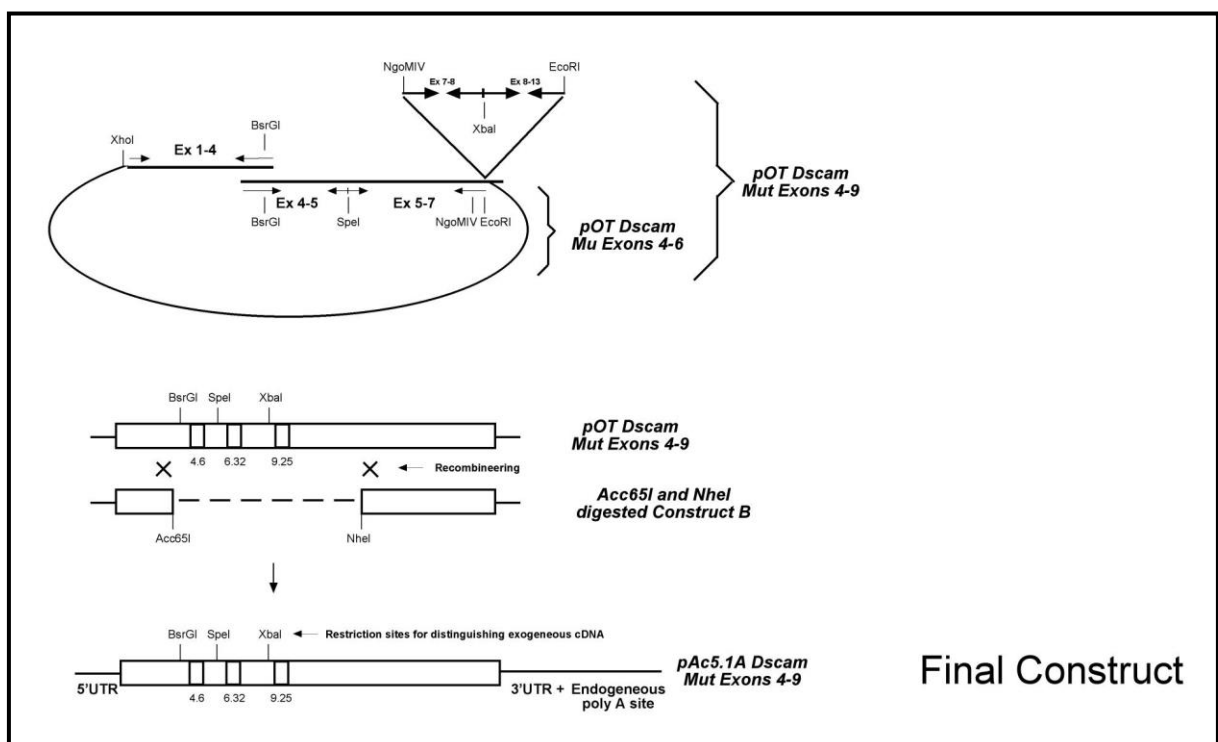 NgoMIV
EcoRI
Ex 7-8
Ex 8-13
XbaI
BsrGI
XhoI
Ex 1-4
pOT Dscam
Mut Exons 4-9
Ex 4-5
Ex 5-7
BsrGI
SpeI
NgoMIV EcoRI
pOT Dscam
Mu Exons 4-6
BsrGI SpeI XbaI
pOT Dscam
Mut Exons 4-9
4.6 6.32 9.25
Recombineering
Acc65I and NheI
digested Construct B
Acc65I
NheI
BsrGI SpeI XbaI
Restriction sites for distinguishing exogeneous cDNA
pAc5.1A Dscam
Mut Exons 4-9
Final Construct
5'UTR
4.6 6.32 9.25
3'UTR + Endogeneous
poly A site